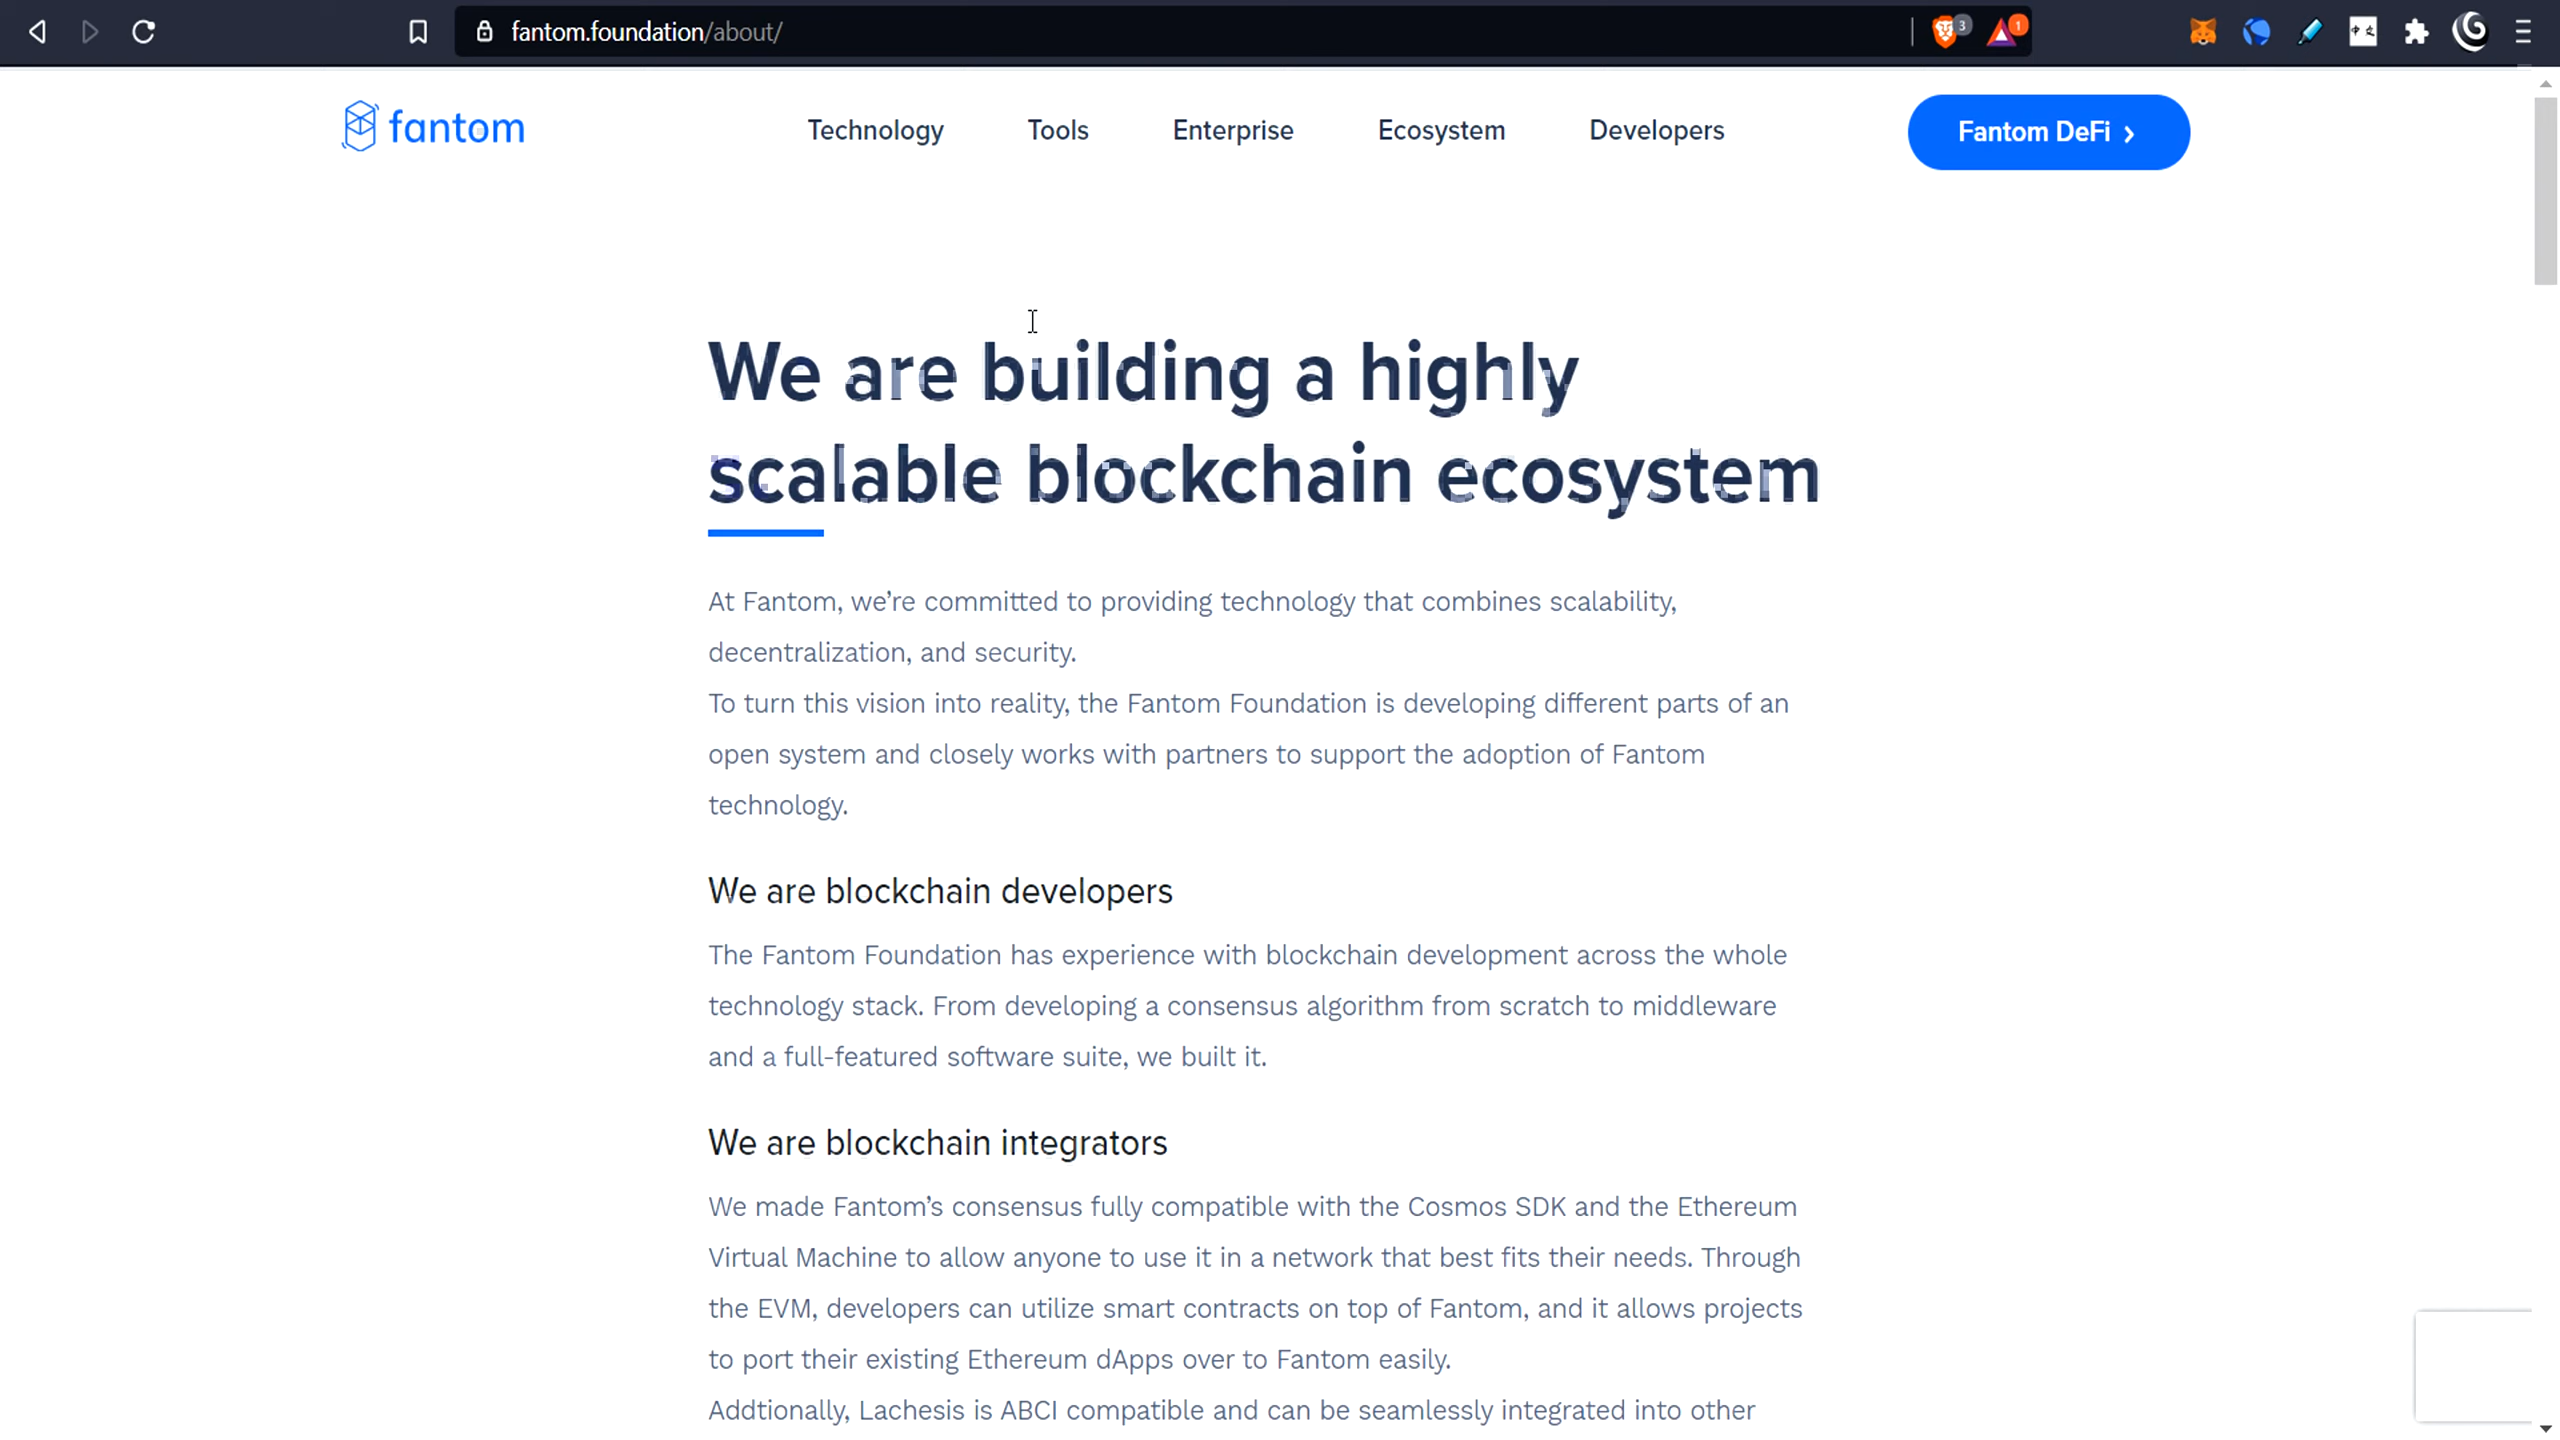 fantom.foundation/about/
3
1
fantom
Technology
Tools
Enterprise
Ecosystem
Developers
Fantom DeFi ›
We are building a highly
scalable blockchain ecosystem
At Fantom, we’re committed to providing technology that combines scalability,
decentralization, and security.
To turn this vision into reality, the Fantom Foundation is developing different parts of an
open system and closely works with partners to support the adoption of Fantom
technology.
We are blockchain developers
The Fantom Foundation has experience with blockchain development across the whole
technology stack. From developing a consensus algorithm from scratch to middleware
and a full-featured software suite, we built it.
We are blockchain integrators
We made Fantom’s consensus fully compatible with the Cosmos SDK and the Ethereum
Virtual Machine to allow anyone to use it in a network that best fits their needs. Through
the EVM, developers can utilize smart contracts on top of Fantom, and it allows projects
to port their existing Ethereum dApps over to Fantom easily.
Addtionally, Lachesis is ABCI compatible and can be seamlessly integrated into other